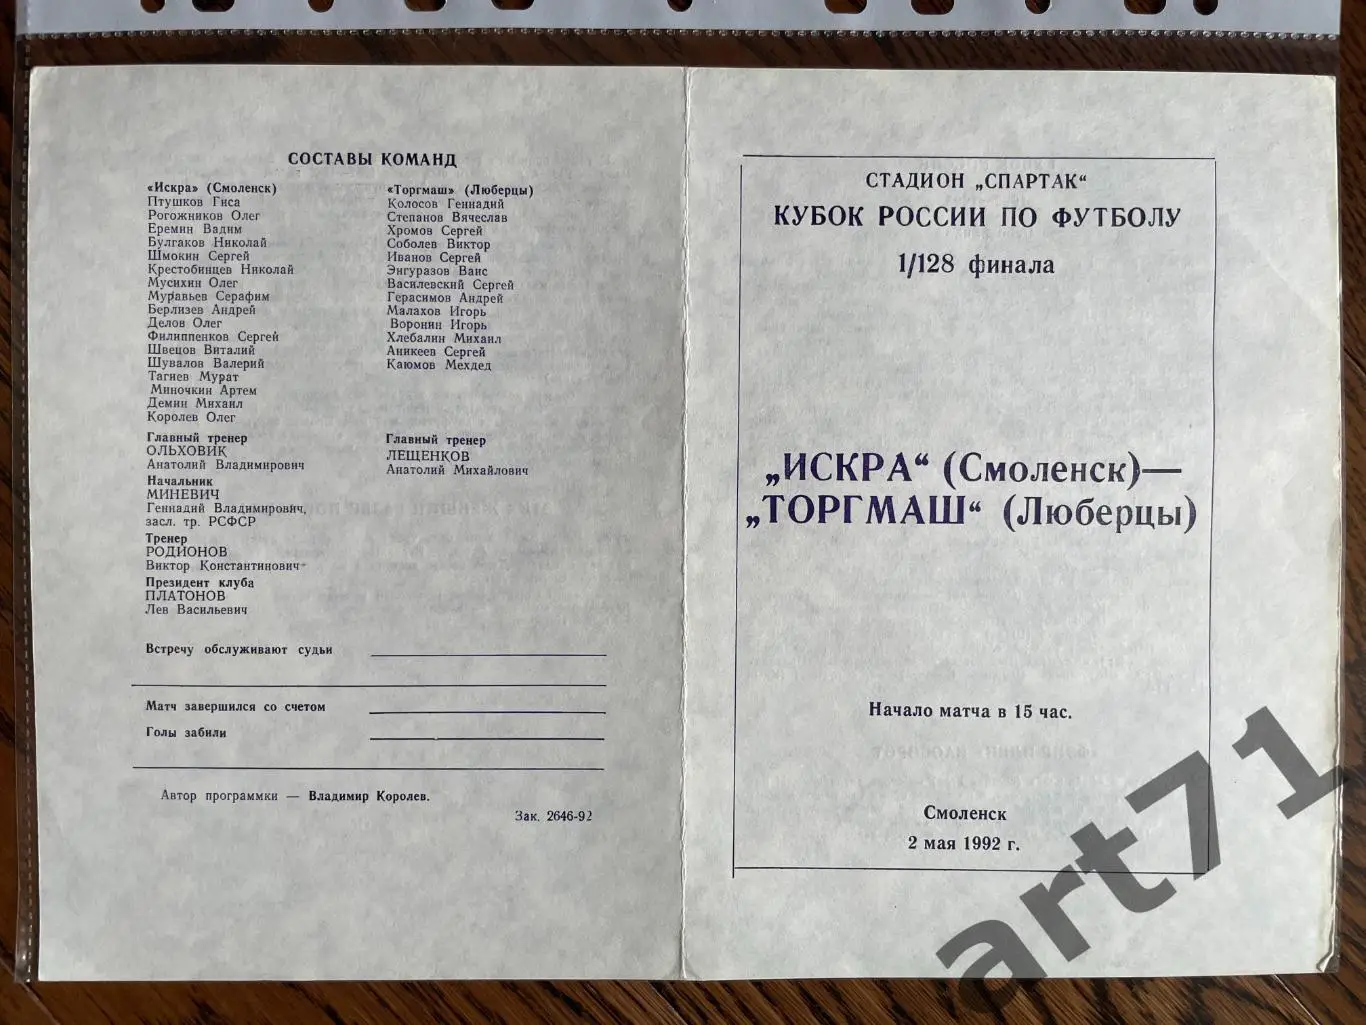 СОСТАВЫ КОМАНД
«Искра» (Смоленск)
Птушков Гиса
Рогожников Олег
Еремин Вадим
Булгаков Николай
Шмокин Сергей
Крестобинцев Николай
Мусихин Олег
Муравьев Серафим
Берлизев Андрей
Делов Олег
Филиппенков Сергей
Швецов Виталий
Шувалов Валерий
Тагиев Мурат
Миночкин Артем
Демин Михаил
Королев Олег
Главный тренер
ОЛЬХОВИК
Анатолий Владимирович
Начальник
МИНЕВИЧ
Геннадий Владимирович,
засл. тр. РСФСР
Тренер
РОДИОНОВ
Виктор Константинович
Президент клуба
ПЛАТОНОВ
Лев Васильевич
«Торгмаш» (Люберцы)
Колосов Геннадий
Степанов Вячеслав
Хромов Сергей
Соболев Виктор
Иванов Сергей
Энгуразов Ваис
Василевский Сергей
Герасимов Андрей
Малахов Игорь
Воронин Игорь
Хлебалин Михаил
Аникеев Сергей
Каюмов Мехдед
Главный тренер
ЛЕЩЕНКОВ
Анатолий Михайлович
Встречу обслуживают судьи
Матч завершился со счетом
Голы забили
Автор программки — Владимир Королев.
Зак. 2646-92
СТАДИОН „СПАРТАК“
КУБОК РОССИИ ПО ФУТБОЛУ
1/128 финала
„ИСКРА“ (Смоленск)—
„ТОРГМАШ“ (Люберцы)
Начало матча в 15 час.
Смоленск
2 мая 1992 г.
art71